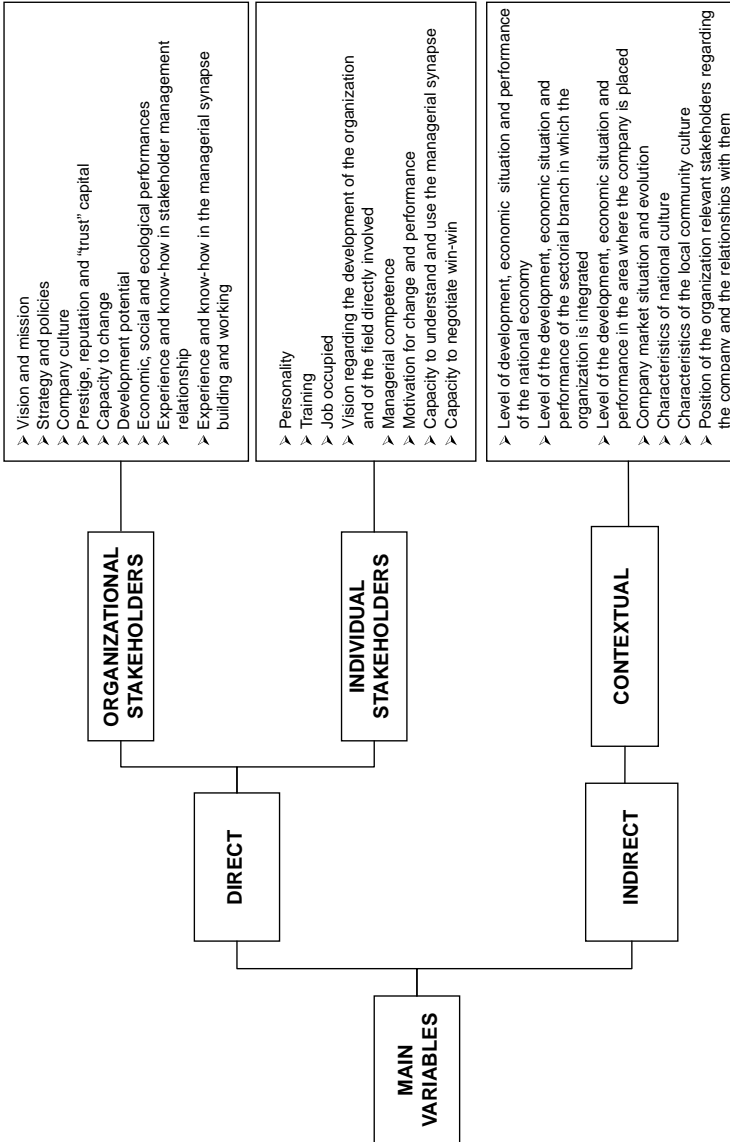 MAIN
VARIABLES
DIRECT
ORGANIZATIONAL
STAKEHOLDERS
➢ Vision and mission
➢ Strategy and policies
➢ Company culture
➢ Prestige, reputation and “trust” capital
➢ Capacity to change
➢ Development potential
➢ Economic, social and ecological performances
➢ Experience and know-how in stakeholder management
relationship
➢ Experience and know-how in the managerial synapse
building and working
INDIVIDUAL
STAKEHOLDERS
➢ Personality
➢ Training
➢ Job occupied
➢ Vision regarding the development of the organization
and of the field directly involved
➢ Managerial competence
➢ Motivation for change and performance
➢ Capacity to understand and use the managerial synapse
➢ Capacity to negotiate win-win
INDIRECT
CONTEXTUAL
➢ Level of development, economic situation and performance
of the national economy
➢ Level of the development, economic situation and
performance of the sectorial branch in which the
organization is integrated
➢ Level of the development, economic situation and
performance in the area where the company is placed
➢ Company market situation and evolution
➢ Characteristics of national culture
➢ Characteristics of the local community culture
➢ Position of the organization relevant stakeholders regarding
the company and the relationships with them